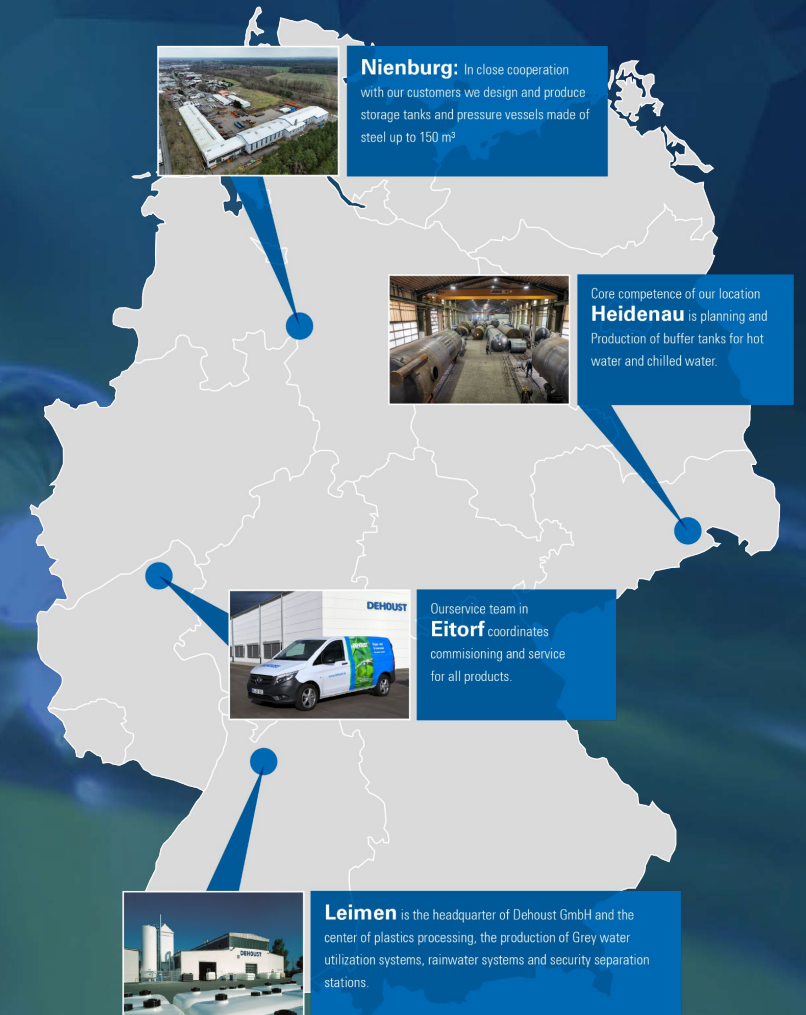 Nienburg: In close cooperation
with our customers we design and produce
storage tanks and pressure vessels made of
steel up to 150 m³
Core competence of our location
Heidenau is planning and
Production of buffer tanks for hot
water and chilled water.
DEHOUST
Ourservice team in
Eitorf coordinates
commisioning and service
for all products.
DEHOUST
Leimen is the headquarter of Dehoust GmbH and the
center of plastics processing, the production of Grey water
utilization systems, rainwater systems and security separation
stations.